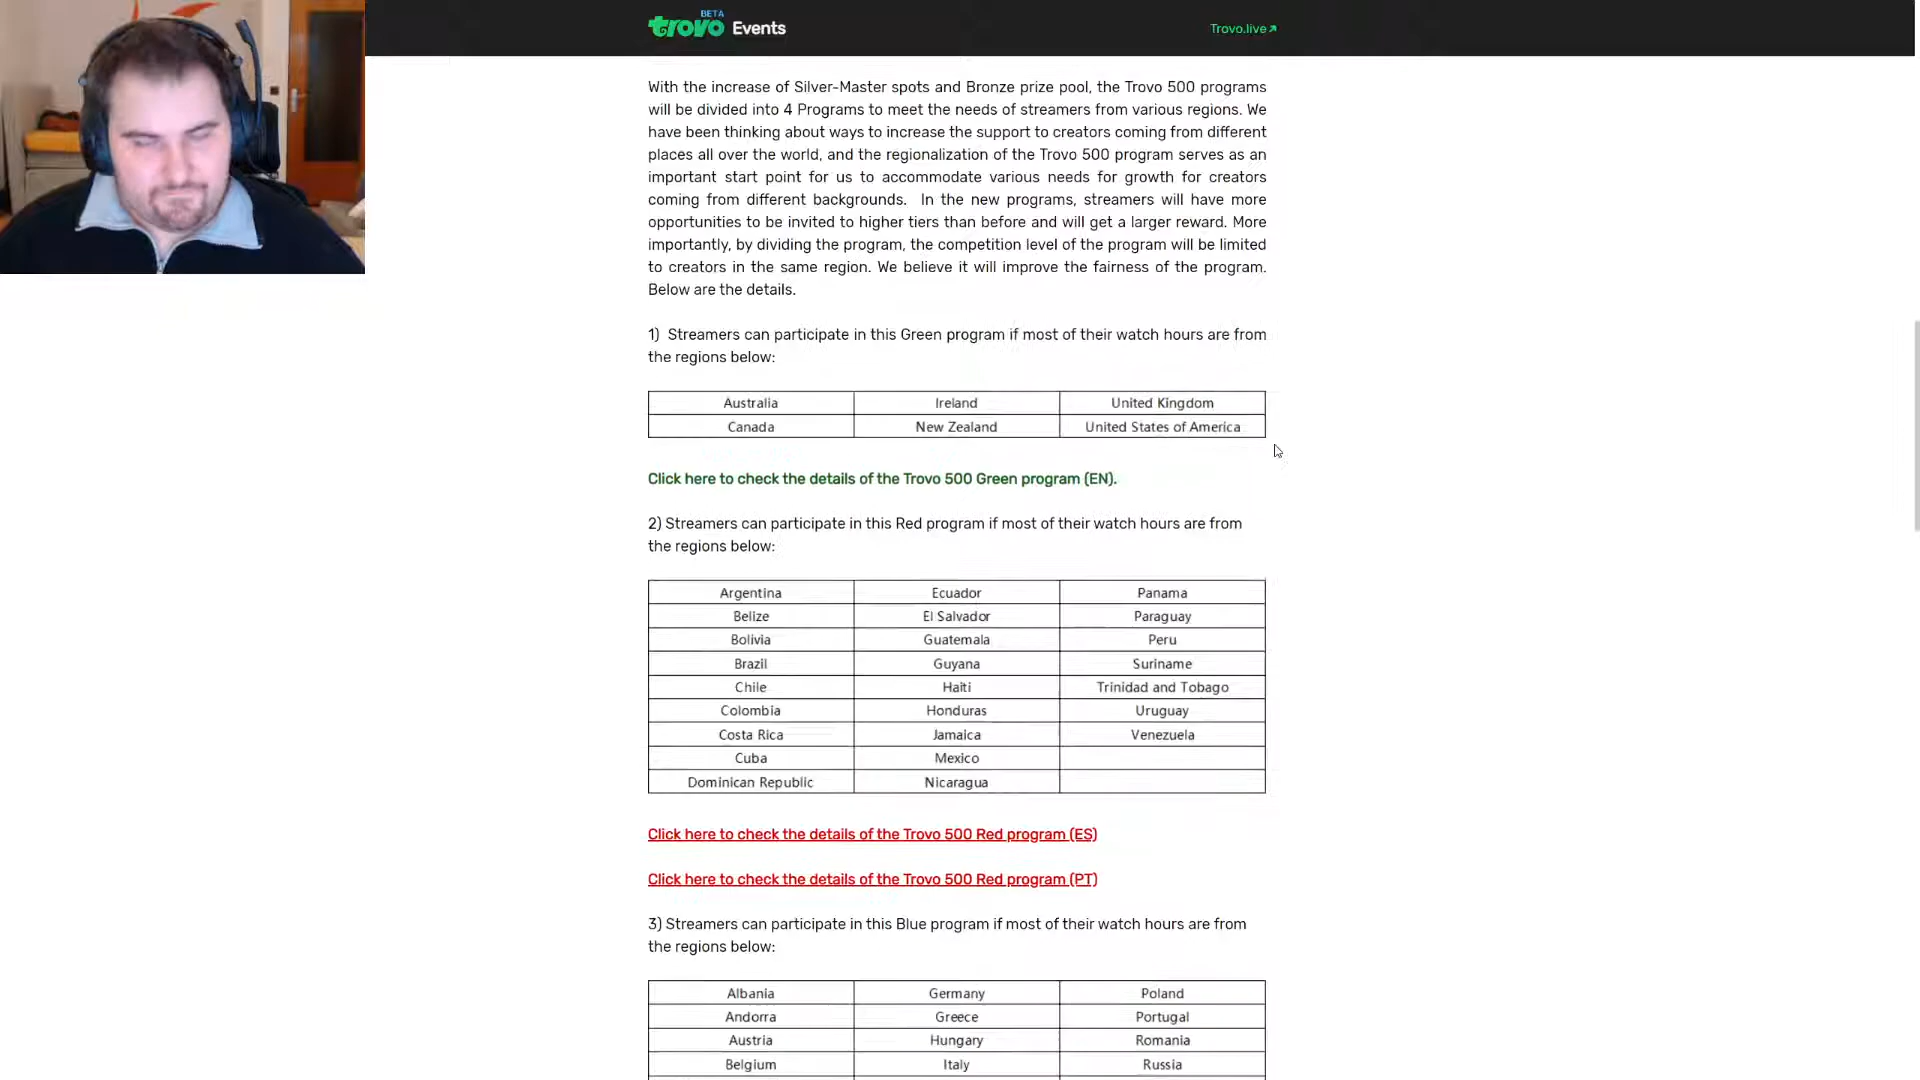 BETA
trovo Events
Trovo.live
With the increase of Silver-Master spots and Bronze prize pool, the Trovo 500 programs
will be divided into 4 Programs to meet the needs of streamers from various regions. We
have been thinking about ways to increase the support to creators coming from different
places all over the world, and the regionalization of the Trovo 500 program serves as an
important start point for us to accommodate various needs for growth for creators
coming from different backgrounds. In the new programs, streamers will have more
opportunities to be invited to higher tiers than before and will get a larger reward. More
importantly, by dividing the program, the competition level of the program will be limited
to creators in the same region. We believe it will improve the fairness of the program.
Below are the details.
1) Streamers can participate in this Green program if most of their watch hours are from
the regions below:
Australia Ireland United Kingdom
Canada New Zealand United States of America
Click here to check the details of the Trovo 500 Green program (EN).
2) Streamers can participate in this Red program if most of their watch hours are from
the regions below:
Argentina Ecuador Panama
Belize El Salvador Paraguay
Bolivia Guatemala Peru
Brazil Guyana Suriname
Chile Haiti Trinidad and Tobago
Colombia Honduras Uruguay
Costa Rica Jamaica Venezuela
Cuba Mexico
Dominican Republic Nicaragua
Click here to check the details of the Trovo 500 Red program (ES)
Click here to check the details of the Trovo 500 Red program (PT)
3) Streamers can participate in this Blue program if most of their watch hours are from
the regions below:
Albania Germany Poland
Andorra Greece Portugal
Austria Hungary Romania
Belgium Italy Russia